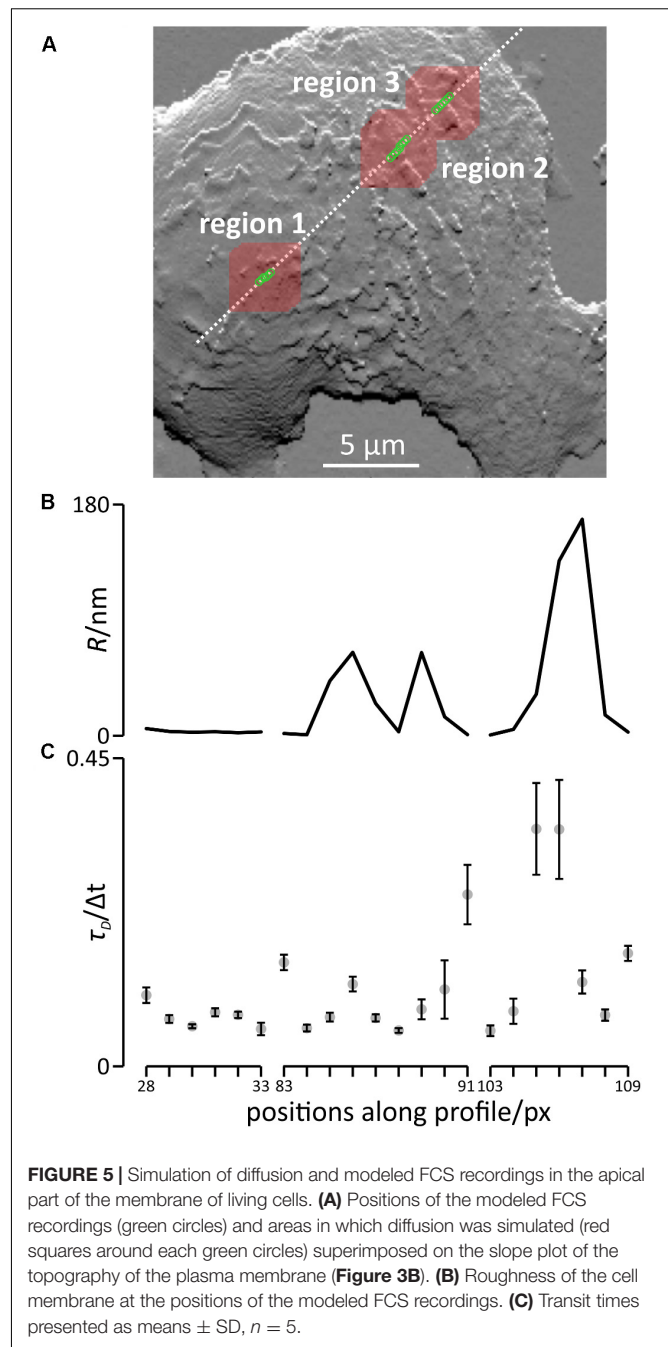 A
region 3
region 2
region 1
5 µm
B
180
R/nm
0
C
0.45
τD/Δt
0
28 33 83 91 103 109
positions along profile/px
FIGURE 5 | Simulation of diffusion and modeled FCS recordings in the apical
part of the membrane of living cells. (A) Positions of the modeled FCS
recordings (green circles) and areas in which diffusion was simulated (red
squares around each green circles) superimposed on the slope plot of the
topography of the plasma membrane (Figure 3B). (B) Roughness of the cell
membrane at the positions of the modeled FCS recordings. (C) Transit times
presented as means ± SD, n = 5.